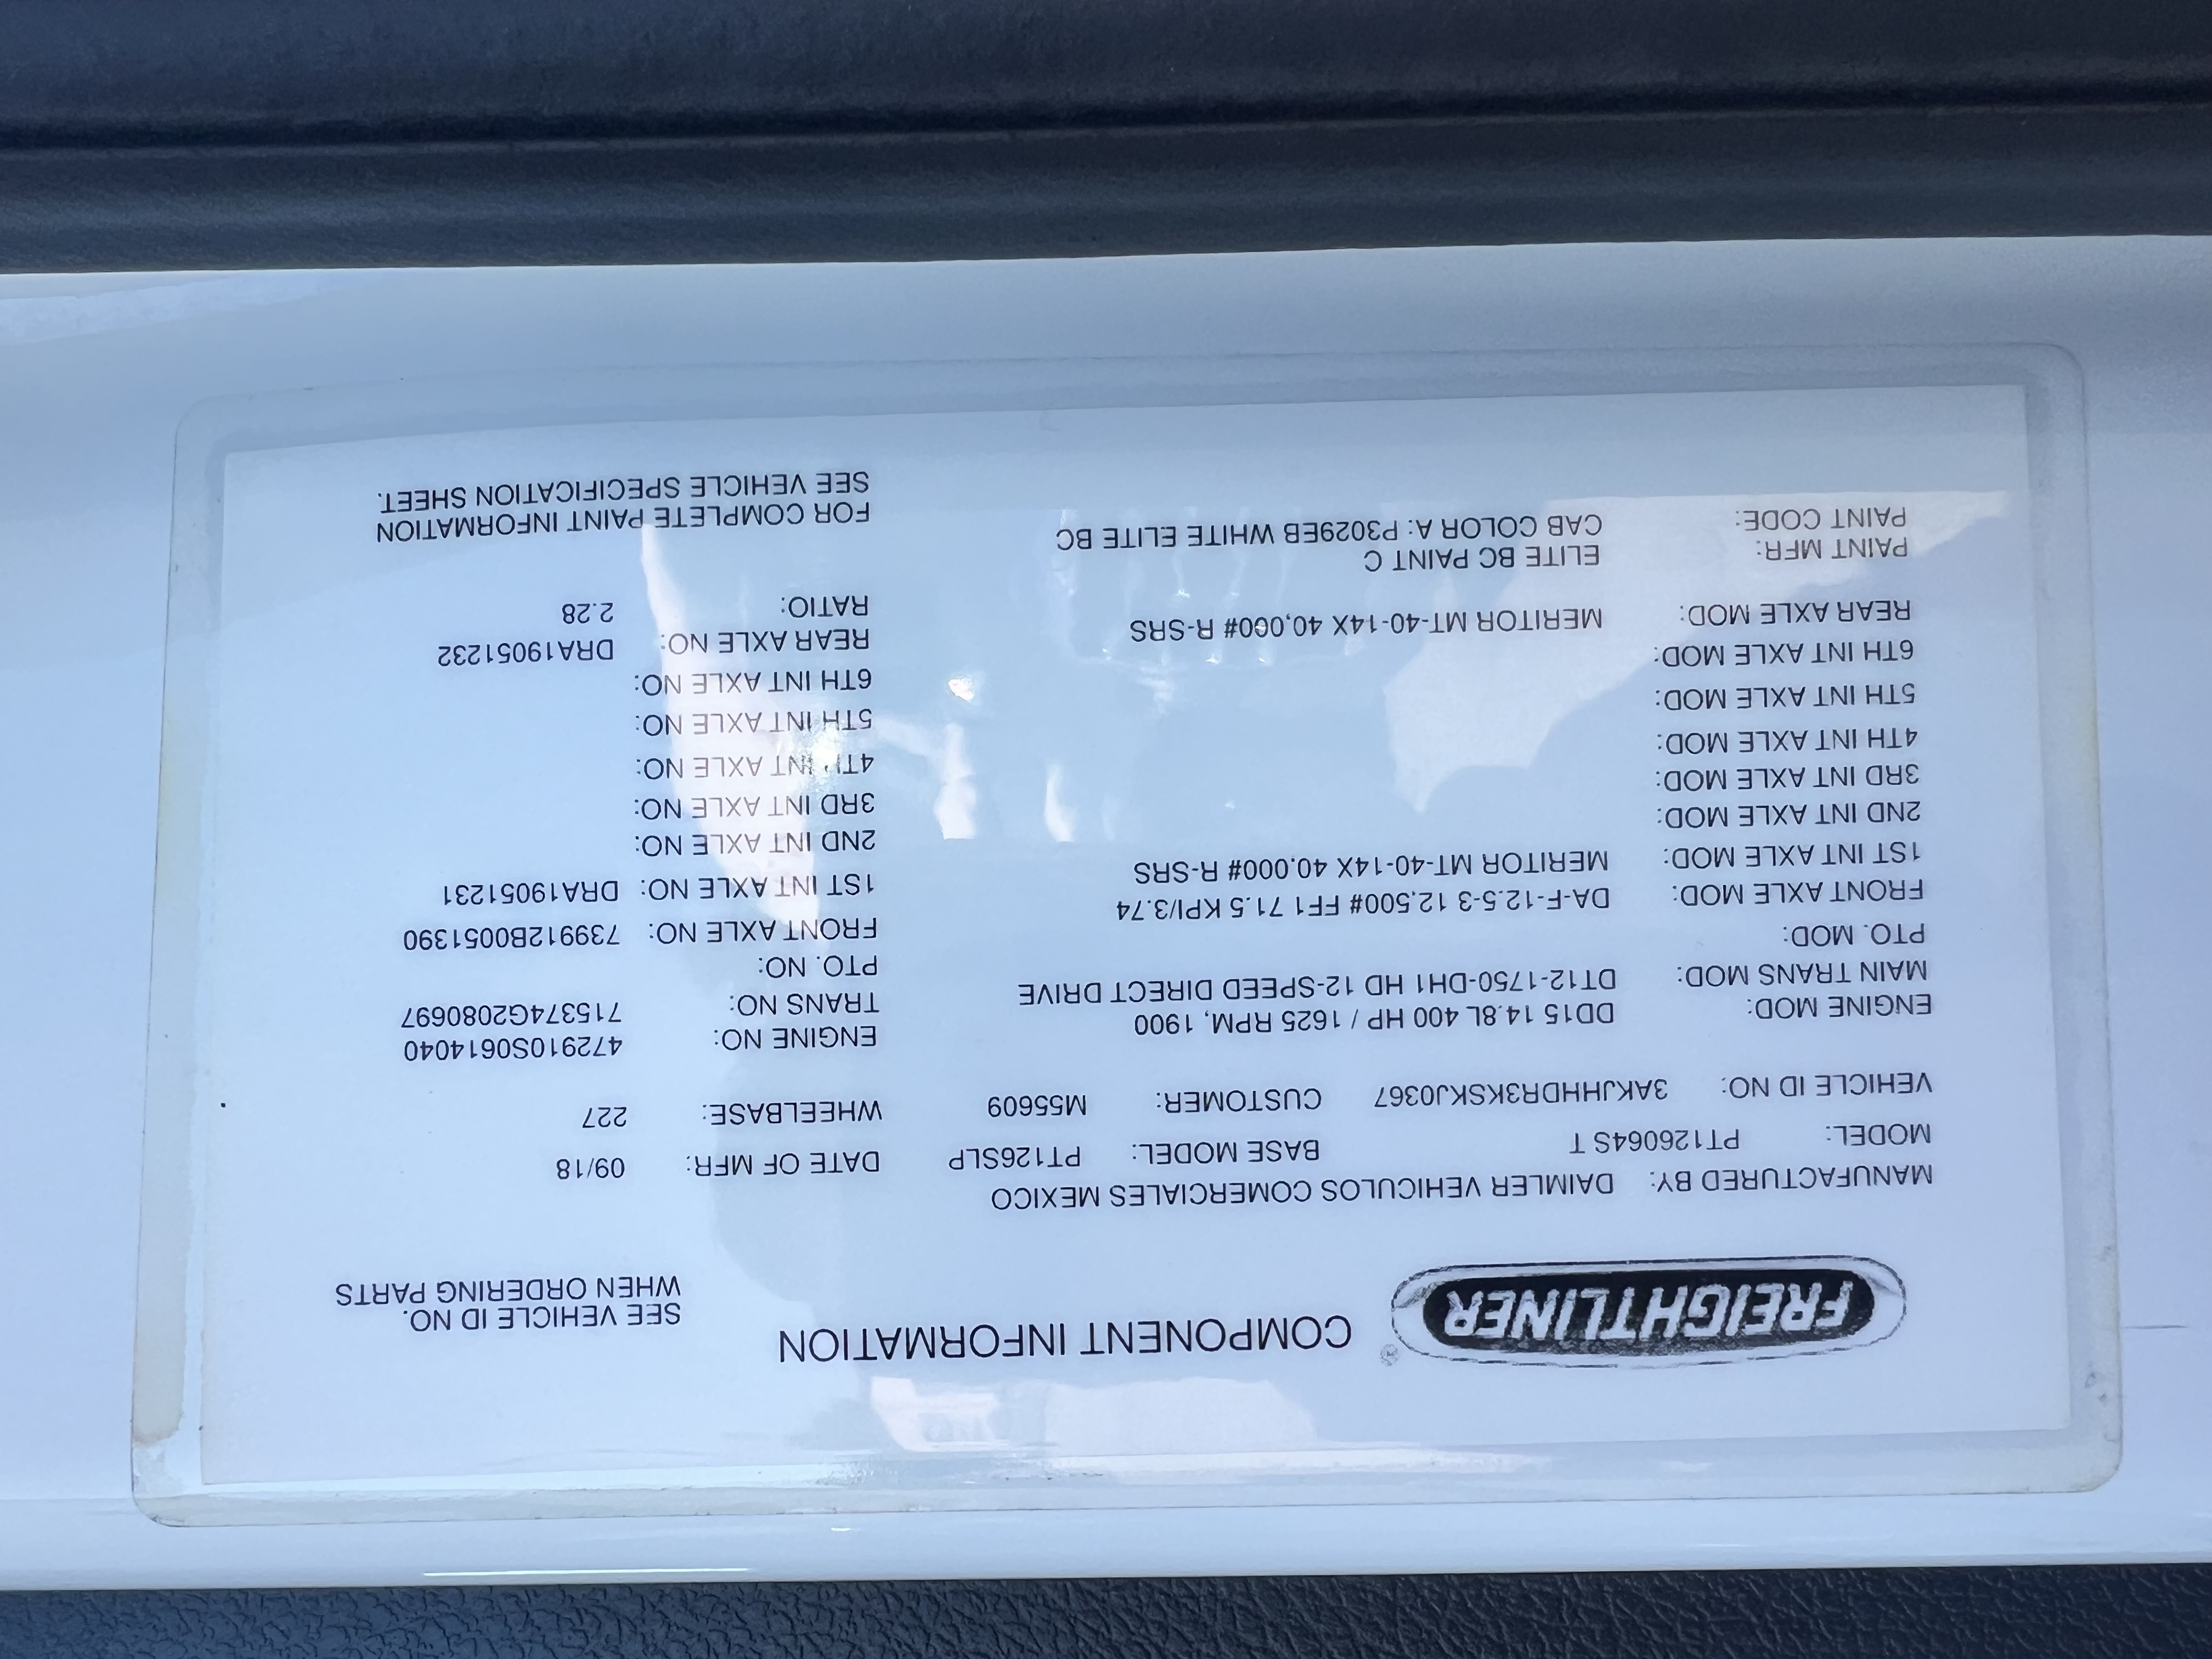 FREIGHTLINER®
COMPONENT INFORMATION
SEE VEHICLE ID NO.
WHEN ORDERING PARTS
MANUFACTURED BY: DAIMLER VEHICULOS COMERCIALES MEXICO
MODEL: PT126064S T BASE MODEL: PT126SLP DATE OF MFR: 09/18
VEHICLE ID NO: 3AKJHHDR3KSKJ0367 CUSTOMER: M55609 WHEELBASE: 227
ENGINE MOD: DD15 14.8L 400 HP / 1625 RPM, 1900 ENGINE NO: 472910S0614040
MAIN TRANS MOD: DT12-1750-DH1 HD 12-SPEED DIRECT DRIVE TRANS NO: 715374G2080697
PTO. MOD: PTO. NO:
FRONT AXLE MOD: DA-F-12.5-3 12,500# FF1 71.5 KPI/3.74 FRONT AXLE NO: 739912B0051390
1ST INT AXLE MOD: MERITOR MT-40-14X 40.000# R-SRS 1ST INT AXLE NO: DRA19051231
2ND INT AXLE MOD: 2ND INT AXLE NO:
3RD INT AXLE MOD: 3RD INT AXLE NO:
4TH INT AXLE MOD: 4TH INT AXLE NO:
5TH INT AXLE MOD: 5TH INT AXLE NO:
6TH INT AXLE MOD: 6TH INT AXLE NO:
REAR AXLE MOD: MERITOR MT-40-14X 40,000# R-SRS REAR AXLE NO: DRA19051232
RATIO: 2.28
PAINT MFR: ELITE BC PAINT C
PAINT CODE: CAB COLOR A: P3029EB WHITE ELITE BC
FOR COMPLETE PAINT INFORMATION
SEE VEHICLE SPECIFICATION SHEET.